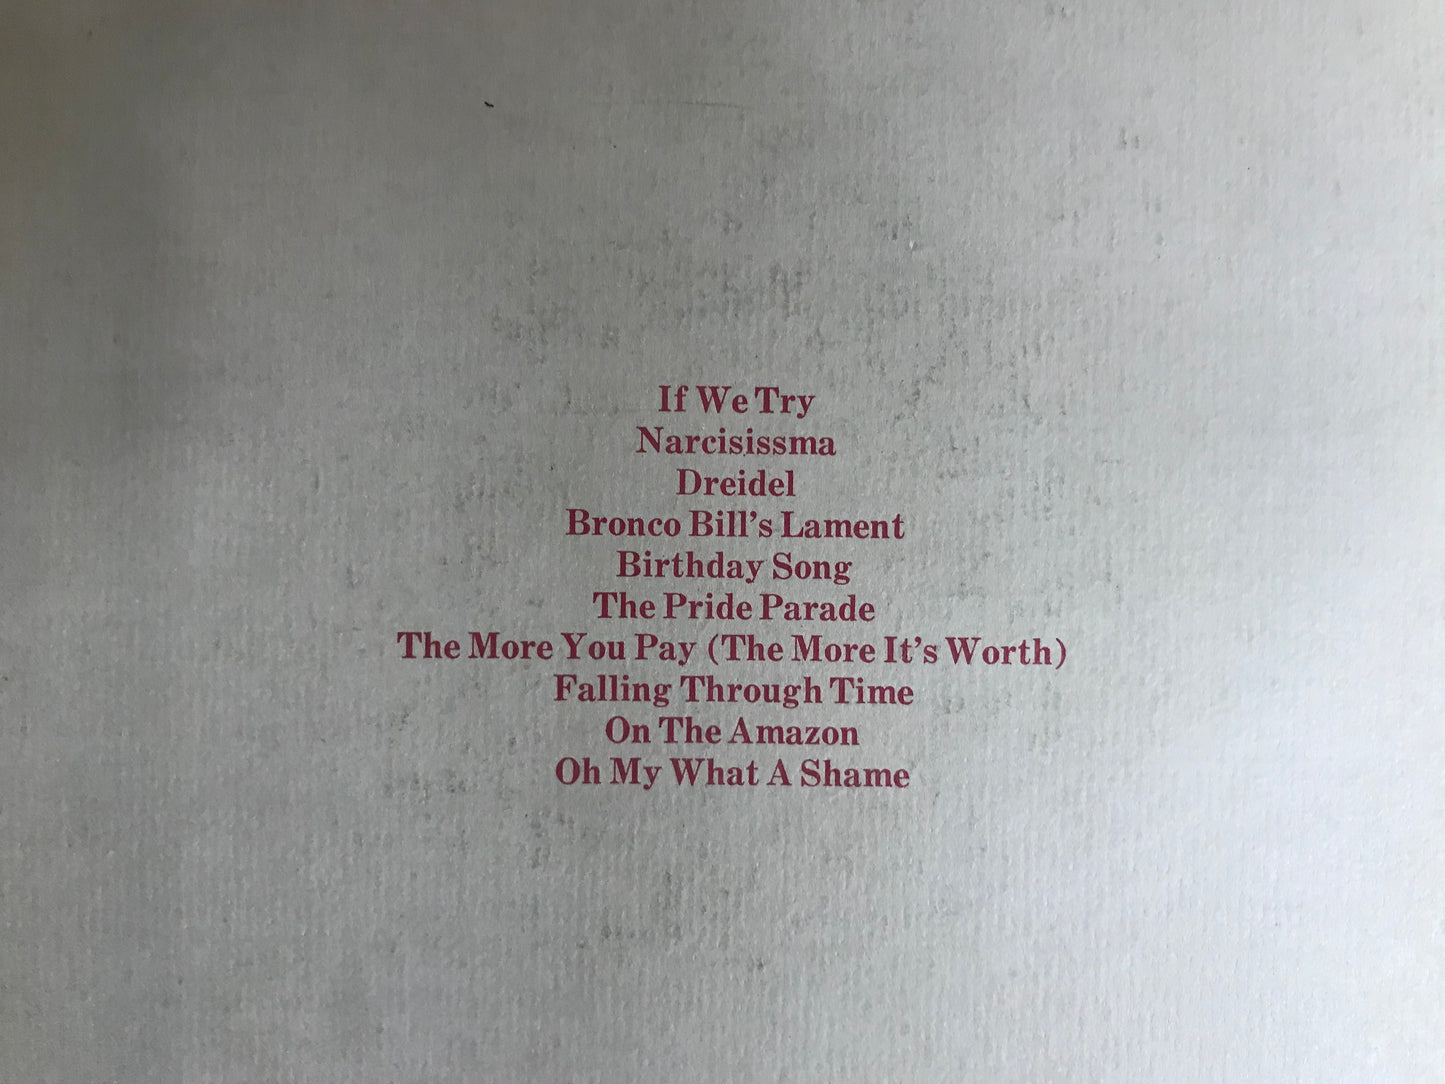 If We Try
Narcisissma
Dreidel
Bronco Bill's Lament
Birthday Song
The Pride Parade
The More You Pay (The More It's Worth)
Falling Through Time
On The Amazon
Oh My What A Shame